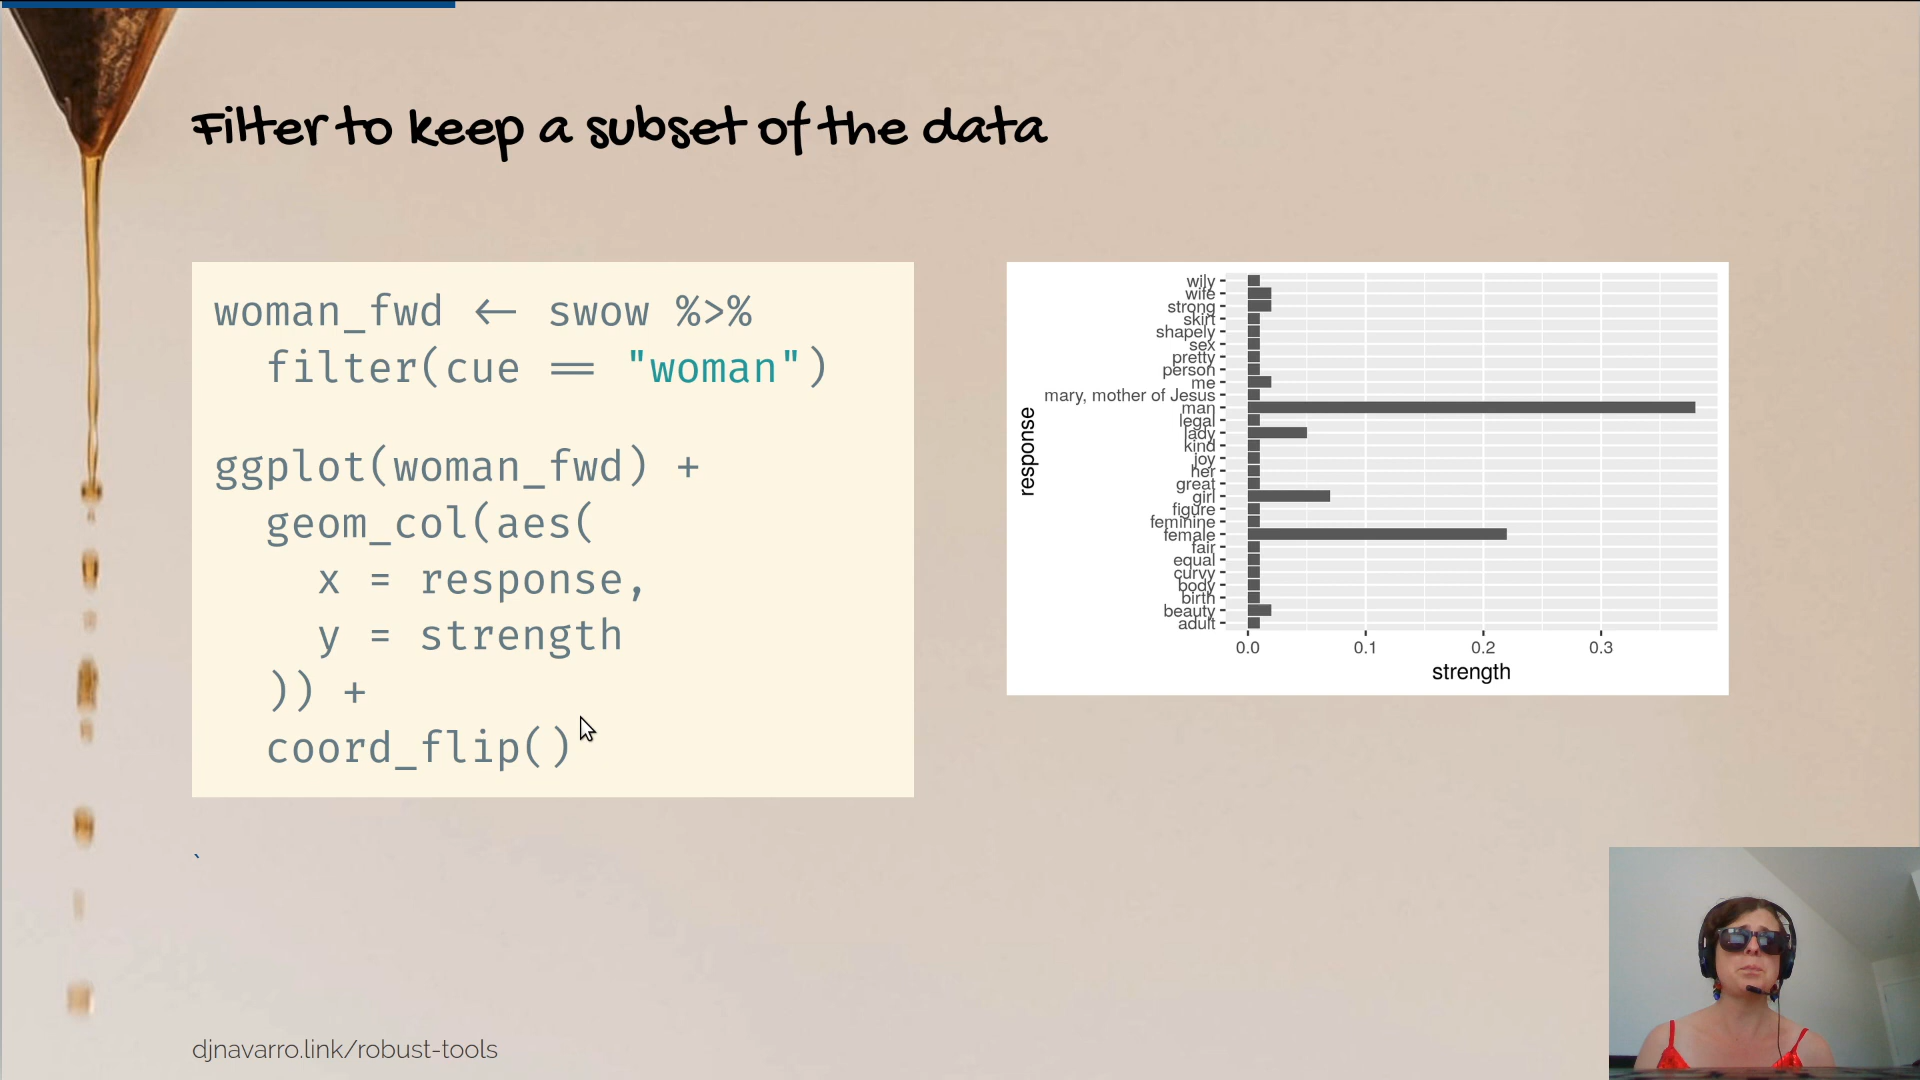 Filter to keep a subset of the data
woman_fwd <- swow %>%
  filter(cue == "woman")
ggplot(woman_fwd) +
  geom_col(aes(
    x = response,
    y = strength
  )) +
  coord_flip()
`
response
wily
wife
strong
skirt
shapely
sex
pretty
person
me
mary, mother of Jesus
man
legal
lady
kind
joy
her
great
girl
figure
feminine
female
fair
equal
curvy
body
birth
beauty
adult
0.0 0.1 0.2 0.3
strength
djnavarro.link/robust-tools